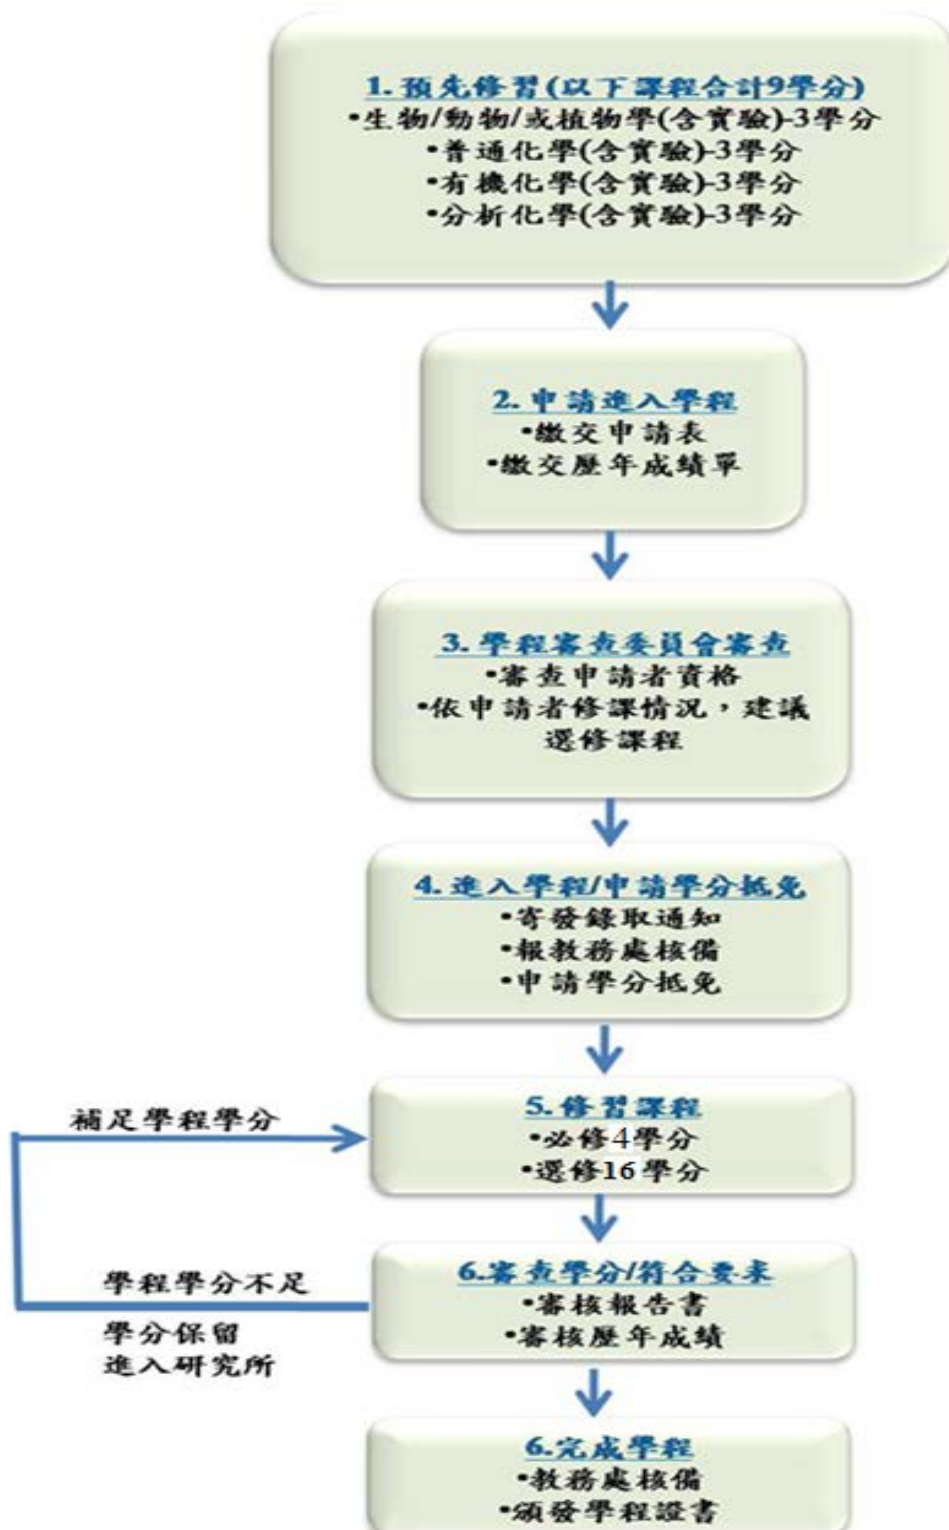 1.預先修習(以下課程合計9學分)
•生物/動物/或植物學(含實驗)-3學分
•普通化學(含實驗)-3學分
•有機化學(含實驗)-3學分
•分析化學(含實驗)-3學分
2.申請進入學程
•繳交申請表
•繳交歷年成績單
3.學程審查委員會審查
•審查申請者資格
•依申請者修課情況，建議
選修課程
4.進入學程/申請學分抵免
•寄發錄取通知
•報教務處核備
•申請學分抵免
補足學程學分
5.修習課程
•必修4學分
•選修16學分
學程學分不足
學分保留
進入研究所
6.審查學分/符合要求
•審核報告書
•審核歷年成績
6.完成學程
•教務處核備
•頒發學程證書